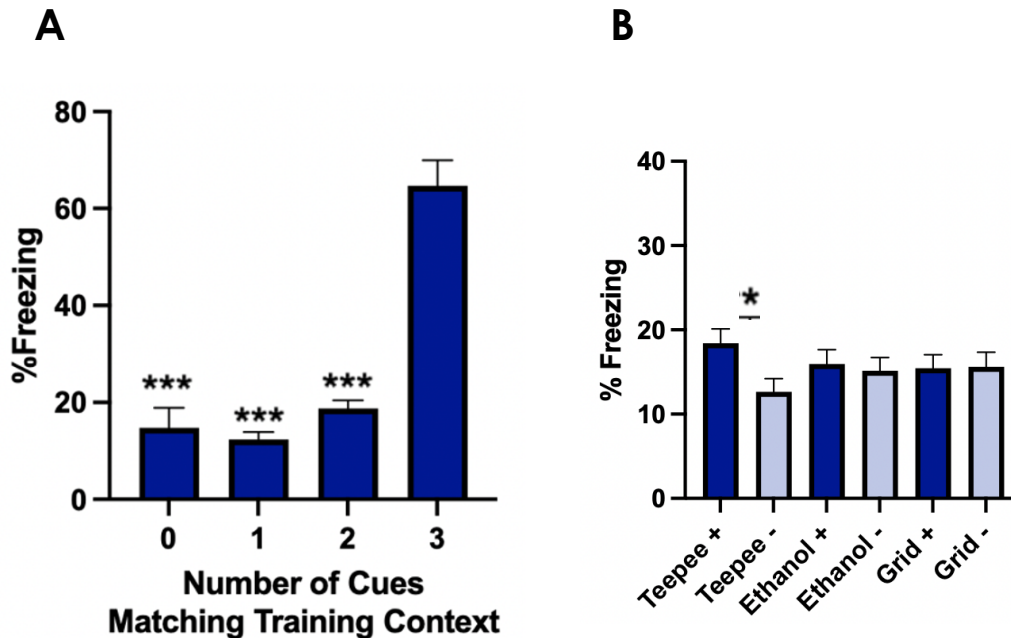 A
B
%Freezing
80
60
40
20
0
***
***
***
0 1 2 3
Number of Cues
Matching Training Context
% Freezing
40
30
20
10
0
*
Teepee +
Teepee -
Ethanol +
Ethanol -
Grid +
Grid -